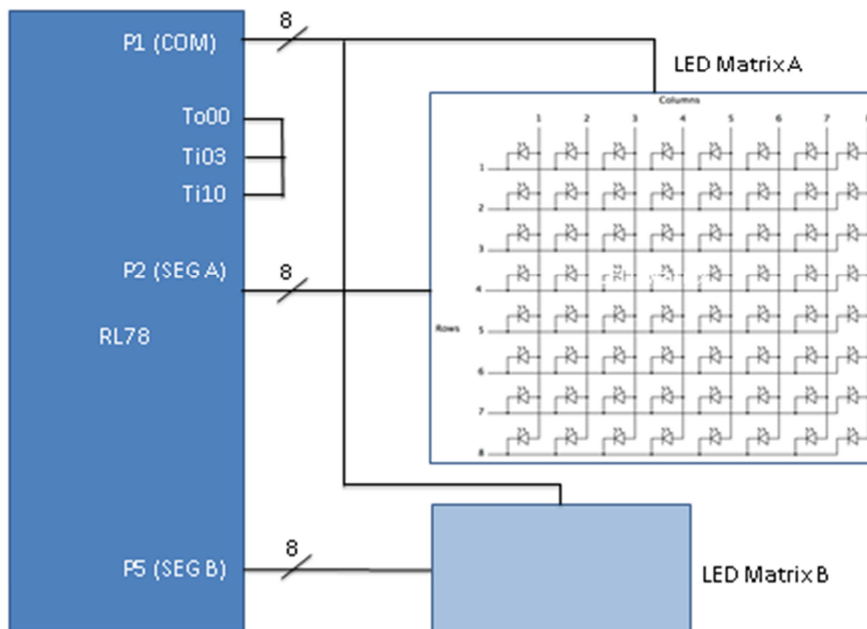 P1 (COM)
8
LED Matrix A
Columns
1 2 3 4 5 6 7
To00
Ti03
Ti10
1
2
3
P2 (SEG A)
8
4
Rows
5
RL78
6
7
8
P5 (SEG B)
8
LED Matrix B